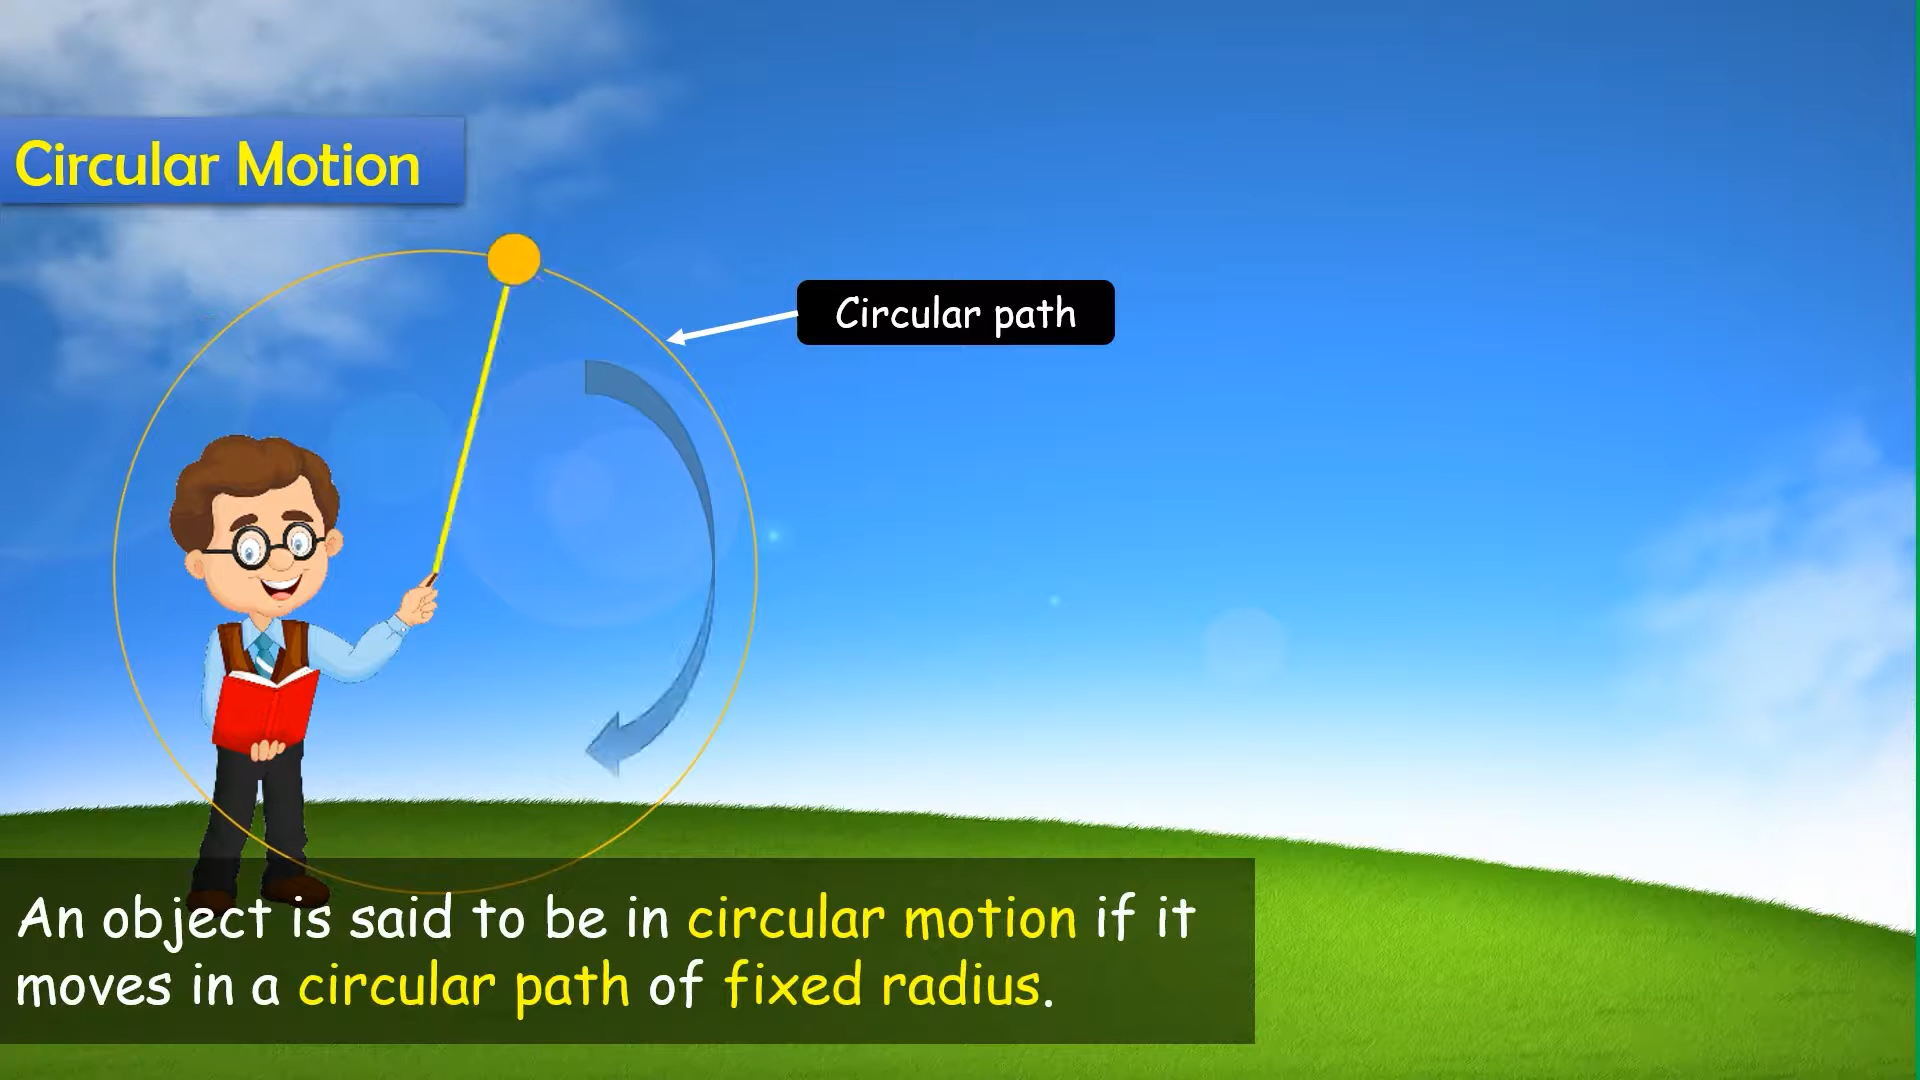 Circular Motion
Circular path
An object is said to be in circular motion if it
moves in a circular path of fixed radius.